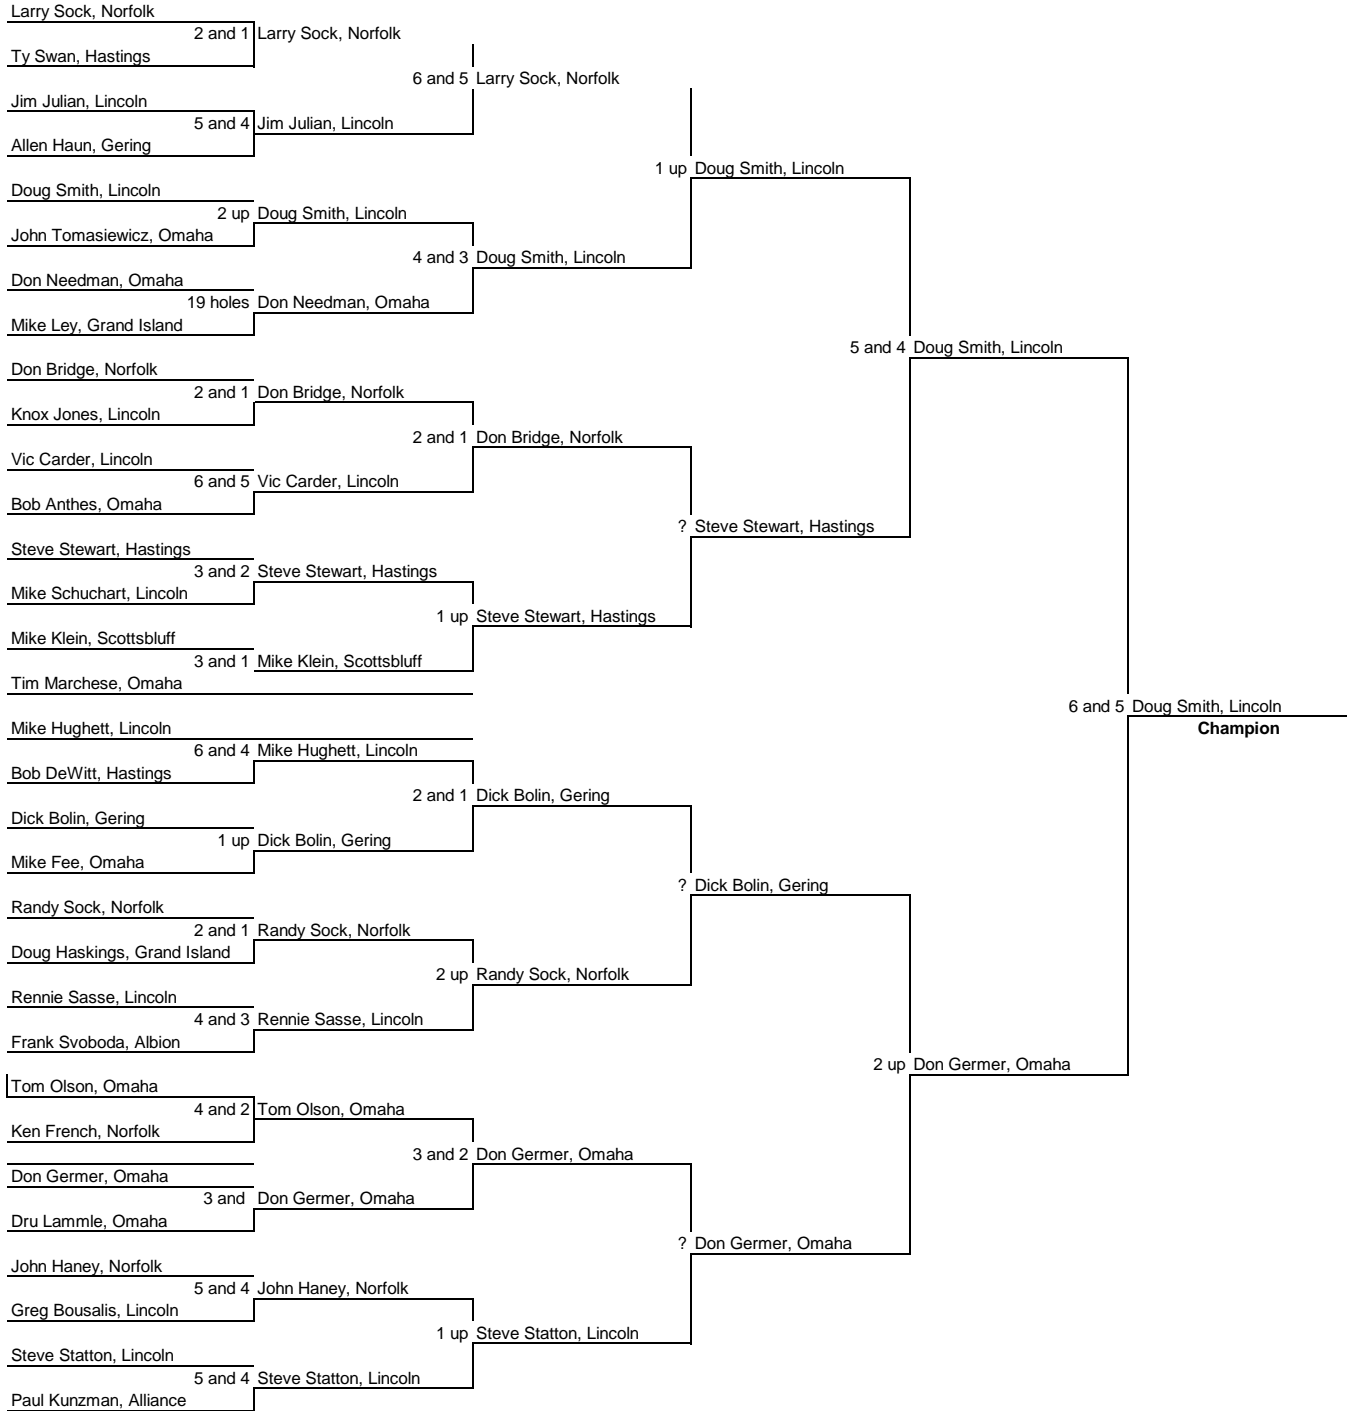 Larry Sock, Norfolk
2 and 1 Larry Sock, Norfolk
Ty Swan, Hastings
6 and 5 Larry Sock, Norfolk
Jim Julian, Lincoln
5 and 4 Jim Julian, Lincoln
Allen Haun, Gering
1 up Doug Smith, Lincoln
Doug Smith, Lincoln
2 up Doug Smith, Lincoln
John Tomasiewicz, Omaha
4 and 3 Doug Smith, Lincoln
Don Needman, Omaha
19 holes Don Needman, Omaha
Mike Ley, Grand Island
5 and 4 Doug Smith, Lincoln
Don Bridge, Norfolk
2 and 1 Don Bridge, Norfolk
Knox Jones, Lincoln
2 and 1 Don Bridge, Norfolk
Vic Carder, Lincoln
6 and 5 Vic Carder, Lincoln
Bob Anthes, Omaha
? Steve Stewart, Hastings
Steve Stewart, Hastings
3 and 2 Steve Stewart, Hastings
Mike Schuchart, Lincoln
1 up Steve Stewart, Hastings
Mike Klein, Scottsbluff
3 and 1 Mike Klein, Scottsbluff
Tim Marchese, Omaha
6 and 5 Doug Smith, Lincoln
Champion
Mike Hughett, Lincoln
6 and 4 Mike Hughett, Lincoln
Bob DeWitt, Hastings
2 and 1 Dick Bolin, Gering
Dick Bolin, Gering
1 up Dick Bolin, Gering
Mike Fee, Omaha
? Dick Bolin, Gering
Randy Sock, Norfolk
2 and 1 Randy Sock, Norfolk
Doug Haskings, Grand Island
2 up Randy Sock, Norfolk
Rennie Sasse, Lincoln
4 and 3 Rennie Sasse, Lincoln
Frank Svoboda, Albion
2 up Don Germer, Omaha
Tom Olson, Omaha
4 and 2 Tom Olson, Omaha
Ken French, Norfolk
3 and 2 Don Germer, Omaha
Don Germer, Omaha
3 and Don Germer, Omaha
Dru Lammle, Omaha
? Don Germer, Omaha
John Haney, Norfolk
5 and 4 John Haney, Norfolk
Greg Bousalis, Lincoln
1 up Steve Statton, Lincoln
Steve Statton, Lincoln
5 and 4 Steve Statton, Lincoln
Paul Kunzman, Alliance